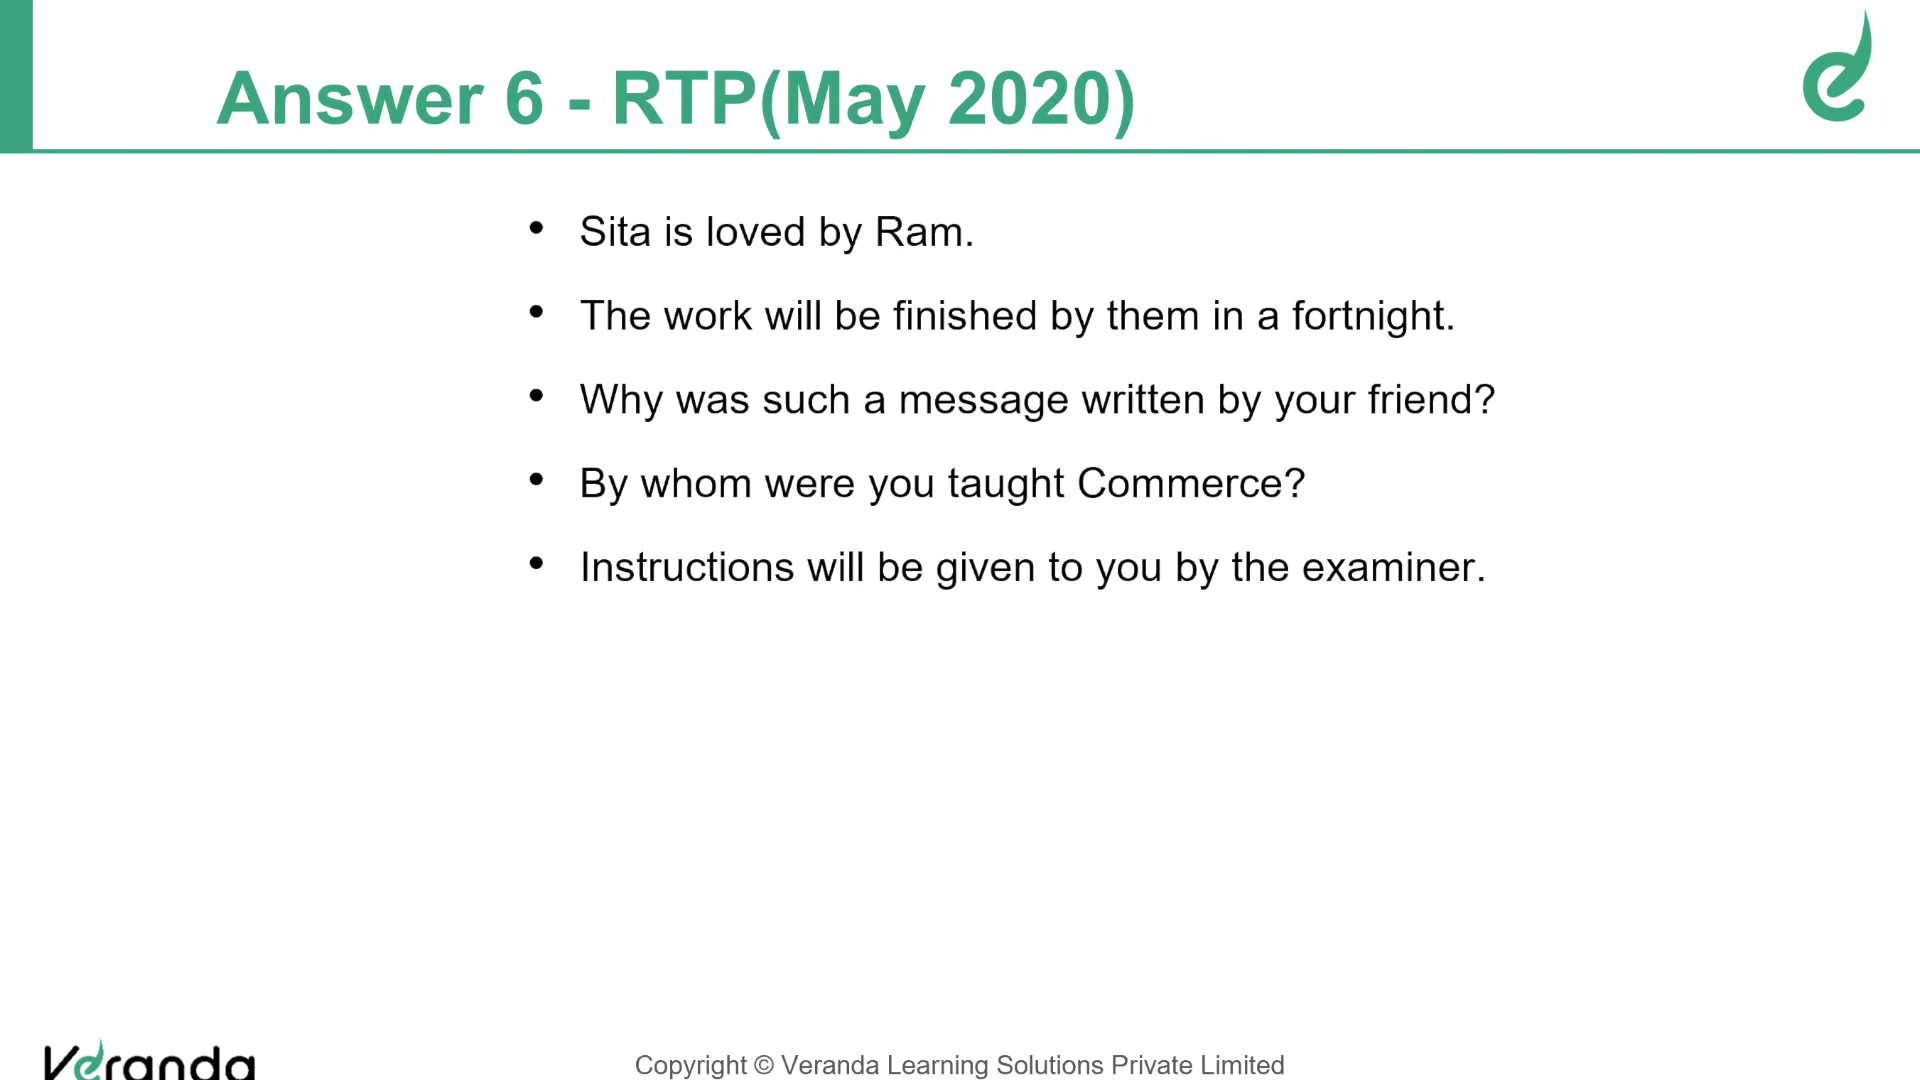 Answer 6 - RTP(May 2020)
• Sita is loved by Ram.
• The work will be finished by them in a fortnight.
• Why was such a message written by your friend?
• By whom were you taught Commerce?
• Instructions will be given to you by the examiner.
Veranda
Copyright © Veranda Learning Solutions Private Limited